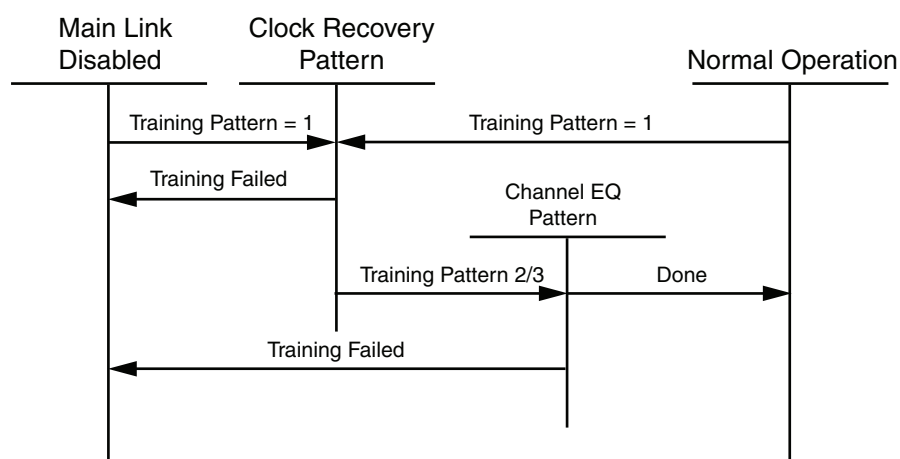 Main Link
Disabled
Clock Recovery
Pattern
Normal Operation
Training Pattern = 1
Training Pattern = 1
Training Failed
Channel EQ
Pattern
Training Pattern 2/3
Done
Training Failed